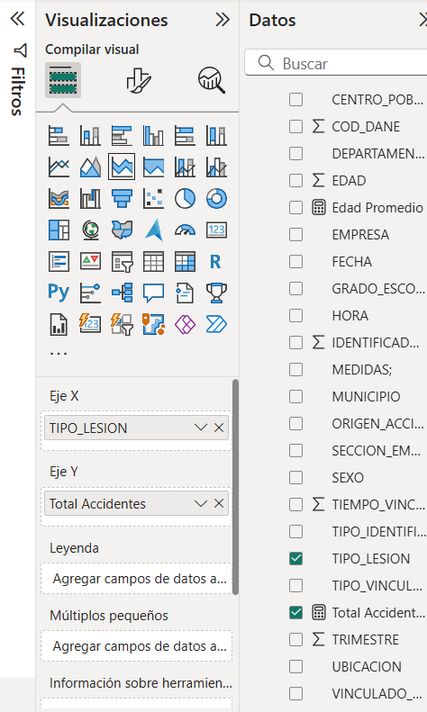 Filtros
Visualizaciones
Compilar visual
123
R
Py
123
...
Eje X
TIPO_LESION
Eje Y
Total Accidentes
Leyenda
Agregar campos de datos a...
Múltiplos pequeños
Agregar campos de datos a...
Información sobre herramien...
Datos
Buscar
CENTRO_POB...
COD_DANE
DEPARTAMEN...
EDAD
Edad Promedio
EMPRESA
FECHA
GRADO_ESCO...
HORA
IDENTIFICAD...
MEDIDAS;
MUNICIPIO
ORIGEN_ACCI...
SECCION_EM...
SEXO
TIEMPO_VINC...
TIPO_IDENTIFI...
TIPO_LESION
TIPO_VINCUL...
Total Accident...
TRIMESTRE
UBICACION
VINCULADO_...